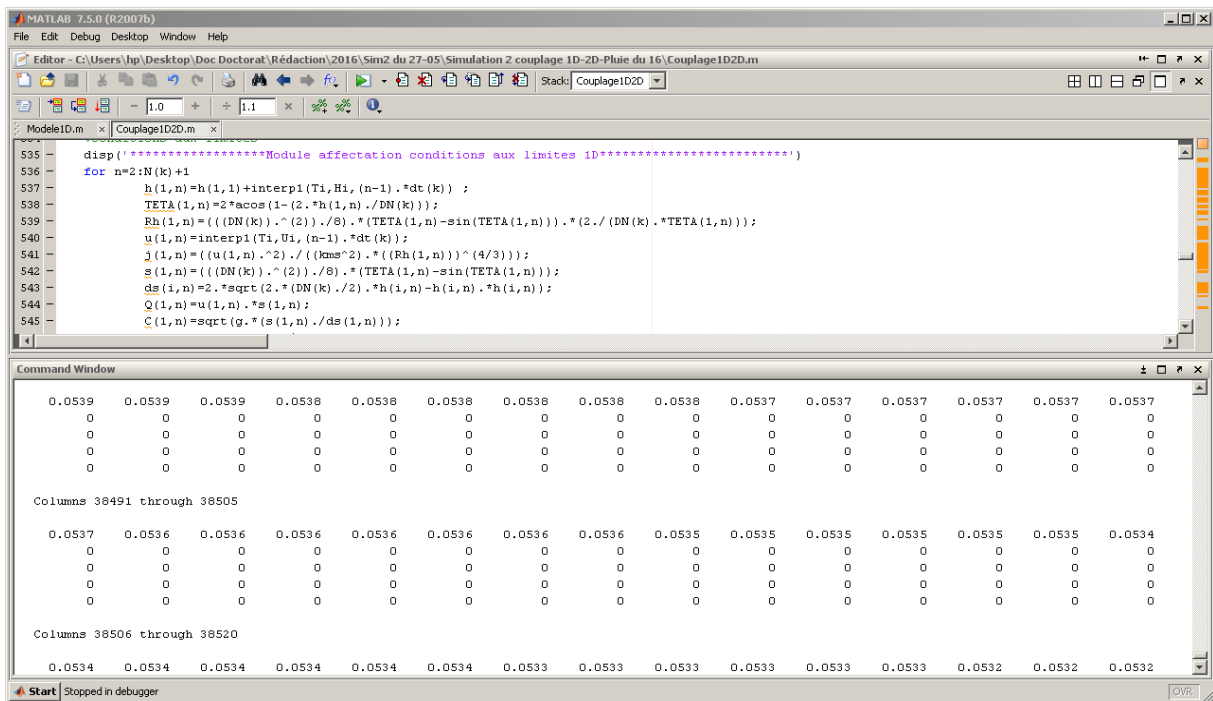 MATLAB 7.5.0 (R2007b)
File Edit Debug Desktop Window Help
Editor - C:\Users\hp\Desktop\Doc Doctorat\Rédaction\2016\Sim2 du 27-05\Simulation 2 couplage 1D-2D-Pluie du 16\Couplage1D2D.m
Stack: Couplage1D2D
- 1.0 + ÷ 1.1 ×
Modele1D.m × Couplage1D2D.m ×
535 - disp('******************Module affectation conditions aux limites 1D*************************')
536 - for n=2:N(k)+1
537 - h(1,n)=h(1,1)+interp1(Ti,Hi,(n-1).*dt(k)) ;
538 - TETA(1,n)=2*acos(1-(2.*h(1,n)./DN(k)));
539 - Rh(1,n)=(((DN(k)).^(2))./8).*(TETA(1,n)-sin(TETA(1,n))).*(2./(DN(k).*TETA(1,n)));
540 - u(1,n)=interp1(Ti,Ui,(n-1).*dt(k));
541 - j(1,n)=((u(1,n).^2)./((kms^2).*((Rh(1,n)))^(4/3)));
542 - s(1,n)=(((DN(k)).^(2))./8).*(TETA(1,n)-sin(TETA(1,n)));
543 - ds(i,n)=2.*sqrt(2.*(DN(k)./2).*h(i,n)-h(i,n).*h(i,n));
544 - Q(1,n)=u(1,n).*s(1,n);
545 - C(1,n)=sqrt(g.*(s(1,n)./ds(1,n)));
Command Window
0.0539 0.0539 0.0539 0.0538 0.0538 0.0538 0.0538 0.0538 0.0538 0.0537 0.0537 0.0537 0.0537 0.0537 0.0537
0 0 0 0 0 0 0 0 0 0 0 0 0 0 0
0 0 0 0 0 0 0 0 0 0 0 0 0 0 0
0 0 0 0 0 0 0 0 0 0 0 0 0 0 0
0 0 0 0 0 0 0 0 0 0 0 0 0 0 0
Columns 38491 through 38505
0.0537 0.0536 0.0536 0.0536 0.0536 0.0536 0.0536 0.0536 0.0535 0.0535 0.0535 0.0535 0.0535 0.0535 0.0534
0 0 0 0 0 0 0 0 0 0 0 0 0 0 0
0 0 0 0 0 0 0 0 0 0 0 0 0 0 0
0 0 0 0 0 0 0 0 0 0 0 0 0 0 0
0 0 0 0 0 0 0 0 0 0 0 0 0 0 0
Columns 38506 through 38520
0.0534 0.0534 0.0534 0.0534 0.0534 0.0534 0.0533 0.0533 0.0533 0.0533 0.0533 0.0533 0.0532 0.0532 0.0532
Start Stopped in debugger
OVR